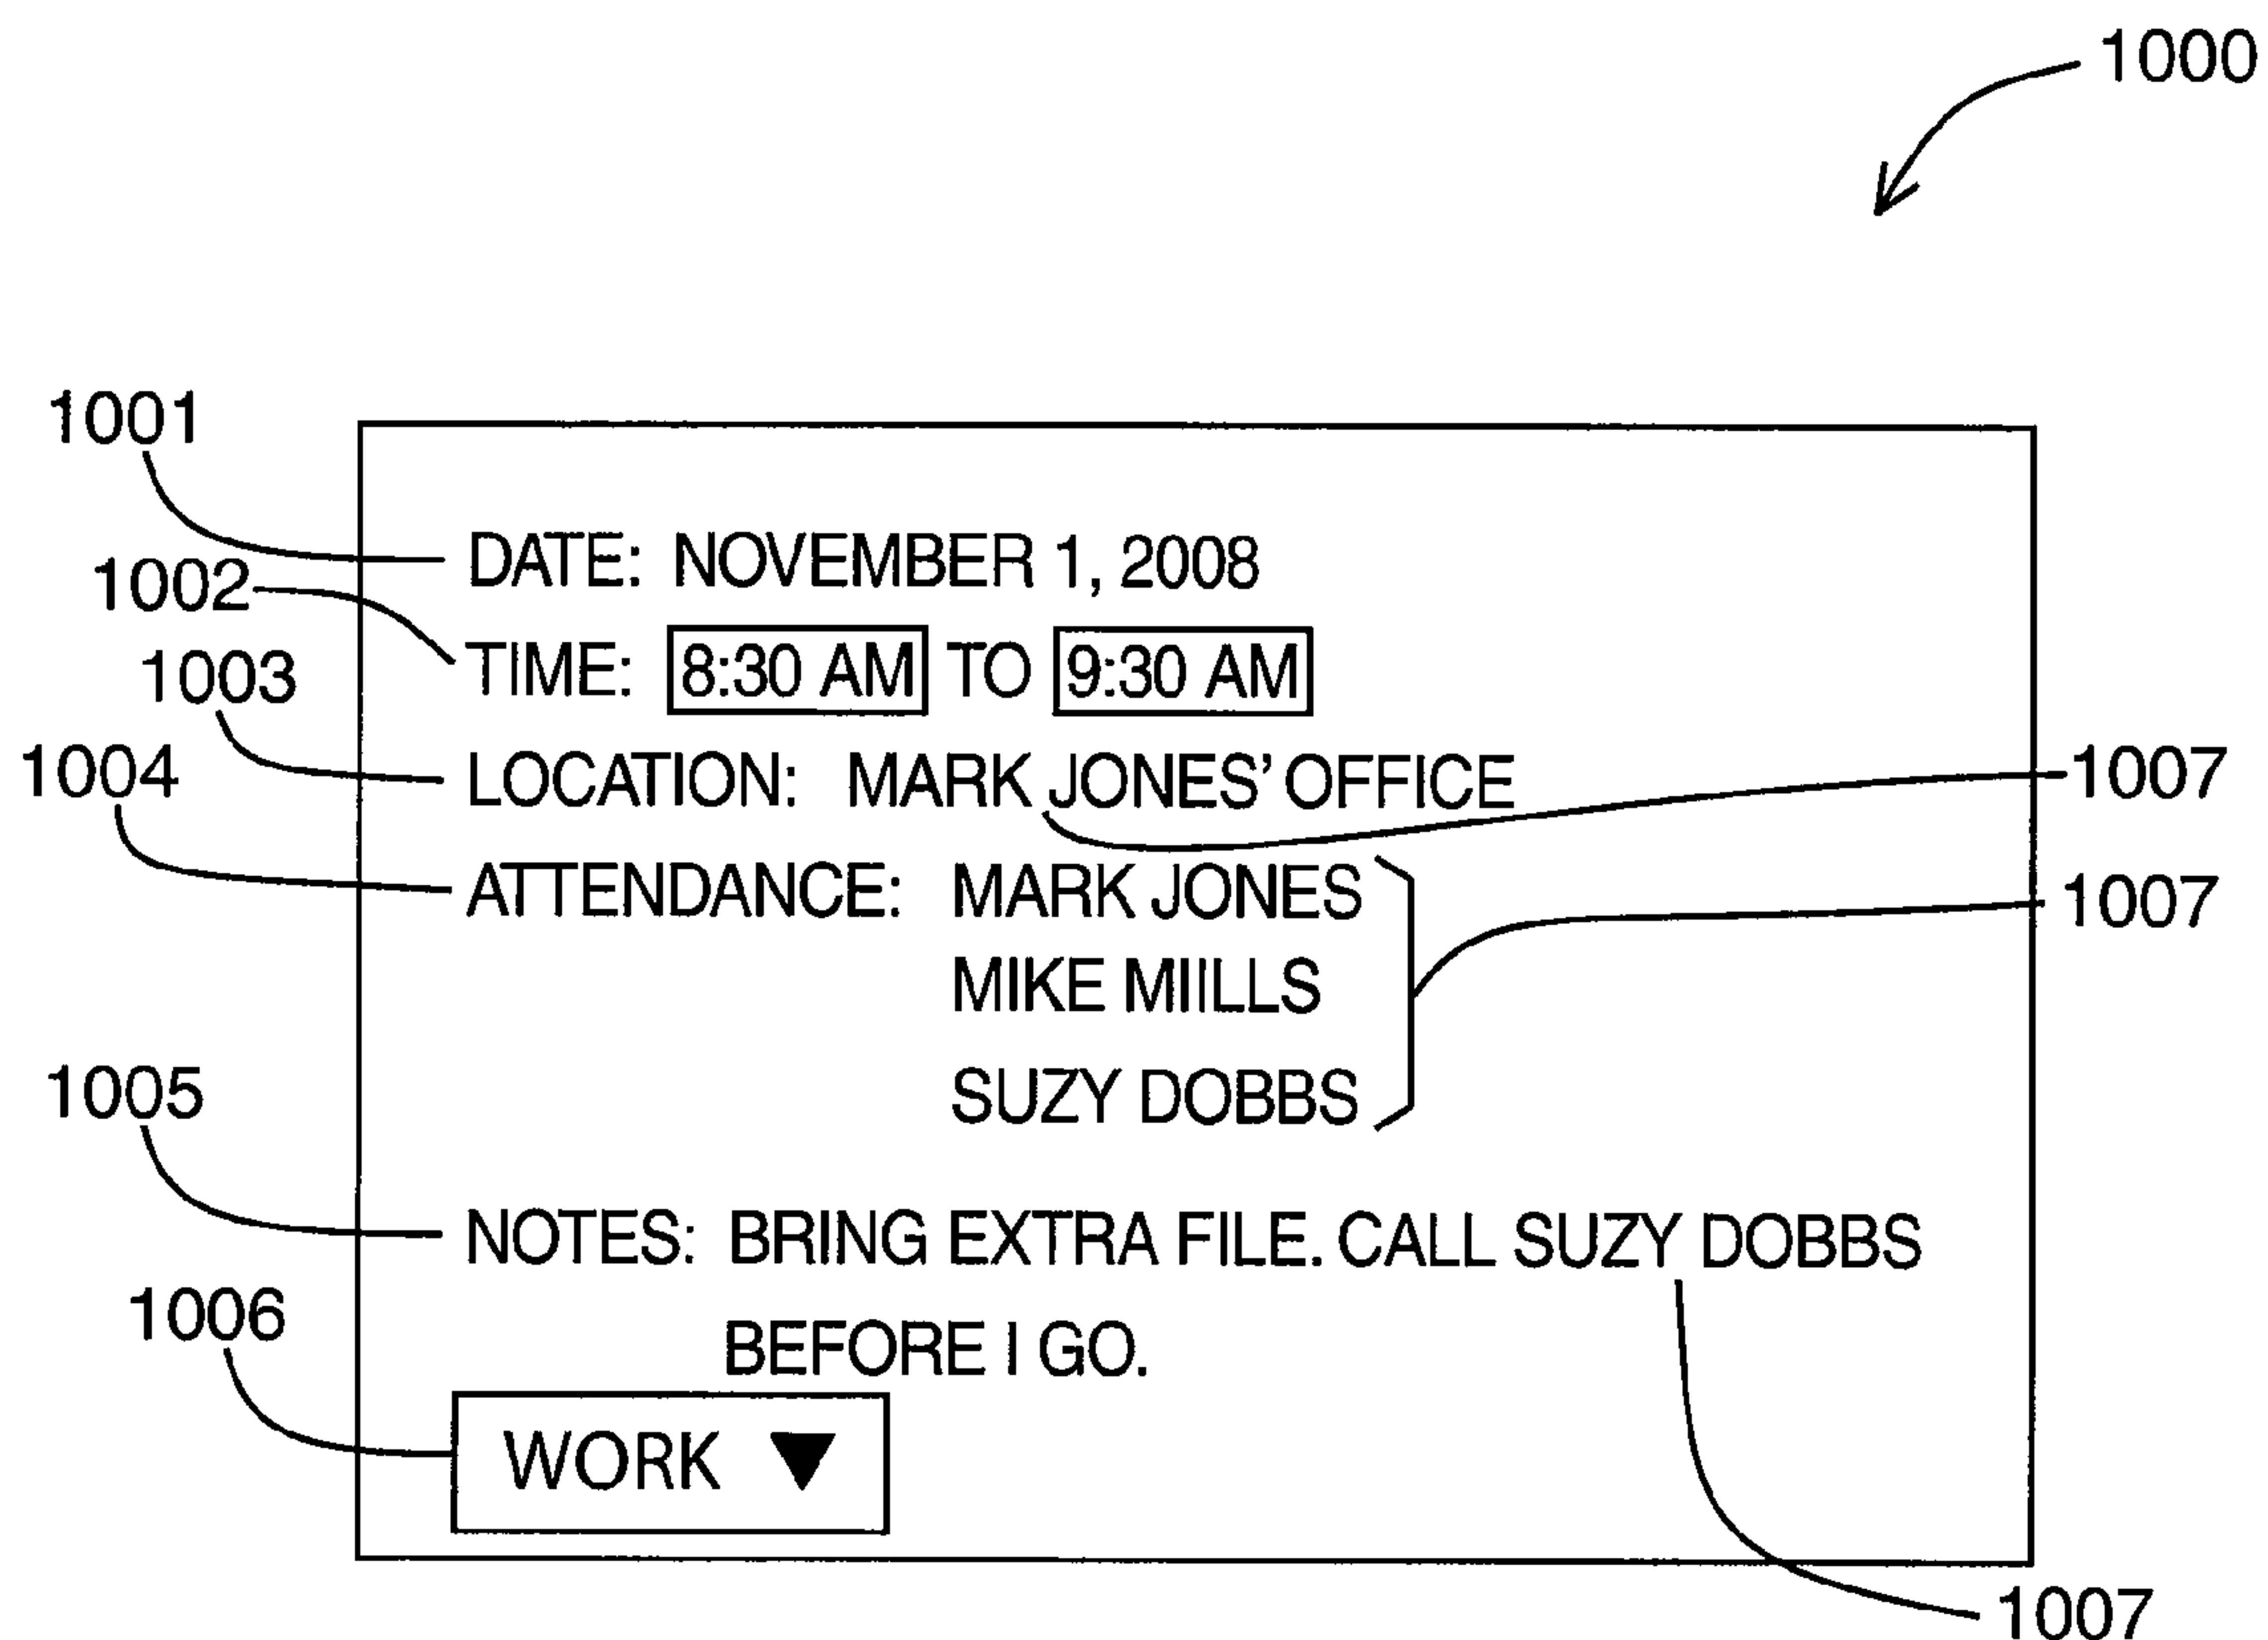 1000
1001
DATE: NOVEMBER 1, 2008
1002
TIME: 8:30 AM TO 9:30 AM
1003
LOCATION: MARK JONES' OFFICE
1007
1004
ATTENDANCE: MARK JONES
1007
MIKE MIILLS
SUZY DOBBS
1005
NOTES: BRING EXTRA FILE. CALL SUZY DOBBS
1006
BEFORE I GO.
WORK ▼
1007